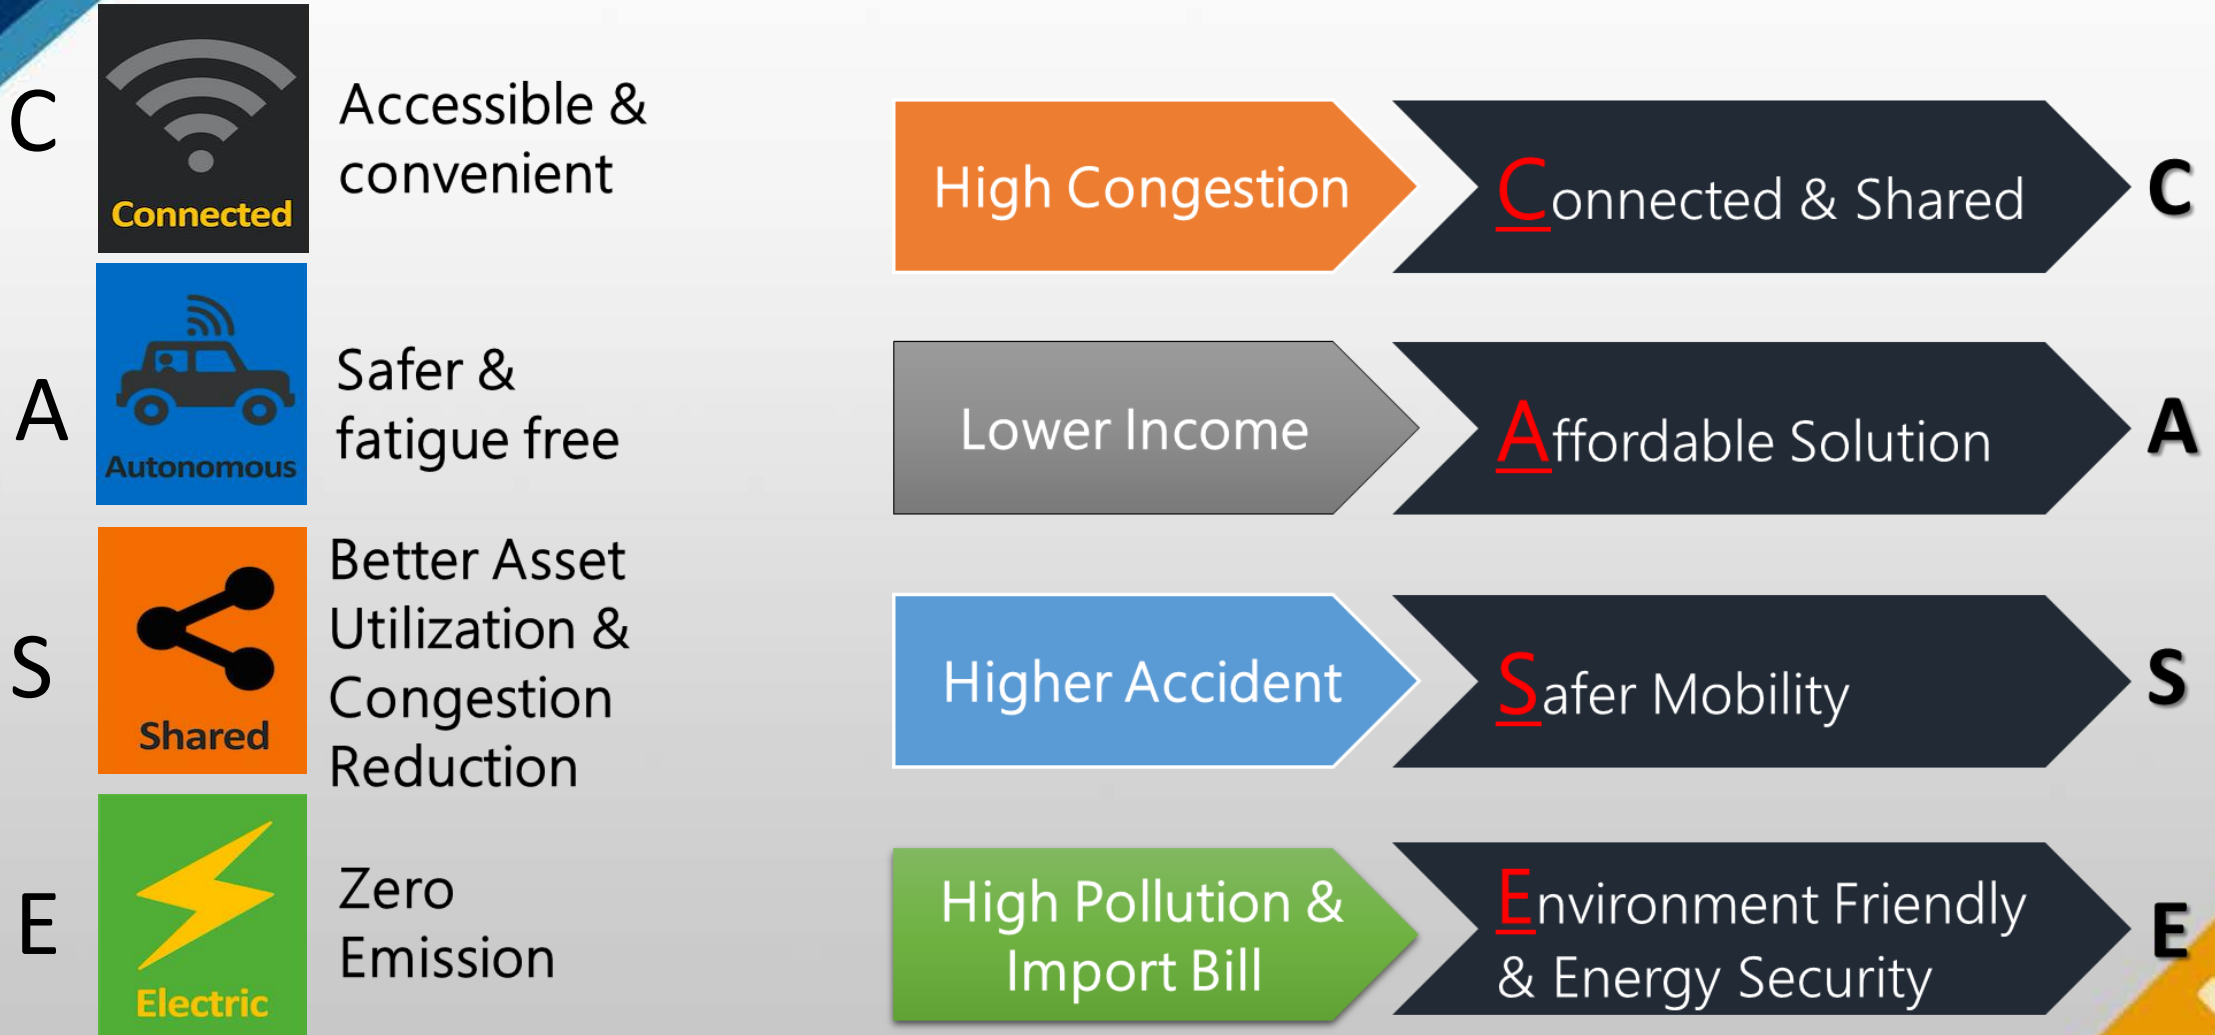 C
Connected
Accessible &
convenient
High Congestion
Connected & Shared
C
A
Autonomous
Safer &
fatigue free
Lower Income
Affordable Solution
A
S
Shared
Better Asset
Utilization &
Congestion
Reduction
Higher Accident
Safer Mobility
S
E
Electric
Zero
Emission
High Pollution &
Import Bill
Environment Friendly
& Energy Security
E